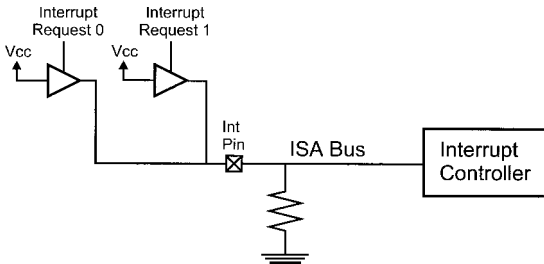 Interrupt
Request 0
Interrupt
Request 1
Vcc
Vcc
Int
Pin
ISA Bus
Interrupt
Controller